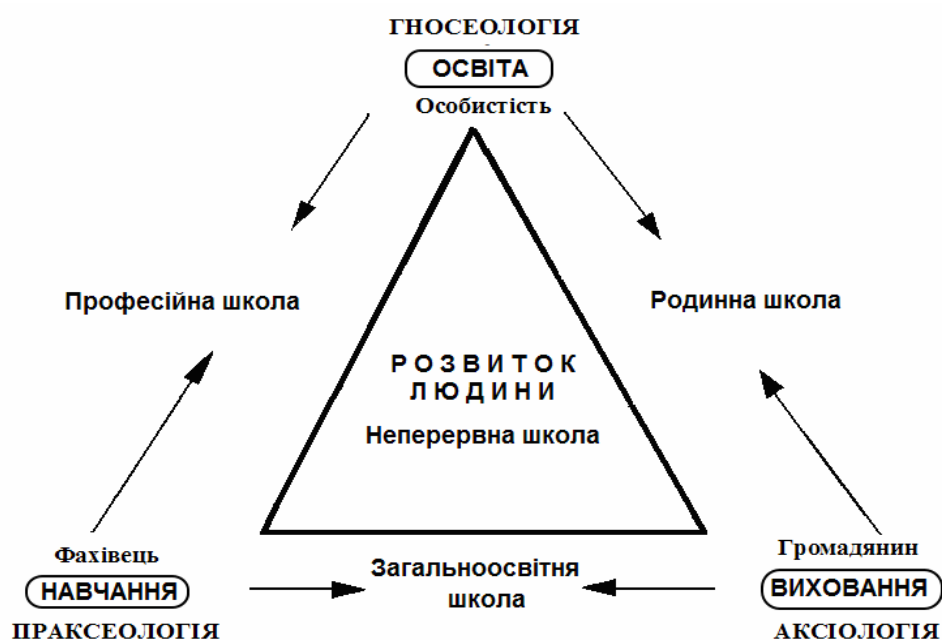 ГНОСЕОЛОГІЯ
ОСВІТА
Особистість
Професійна школа
Родинна школа
РОЗВИТОК
ЛЮДИНИ
Неперервна школа
Фахівець
НАВЧАННЯ
ПРАКСЕОЛОГІЯ
Загальноосвітня
школа
Громадянин
ВИХОВАННЯ
АКСІОЛОГІЯ